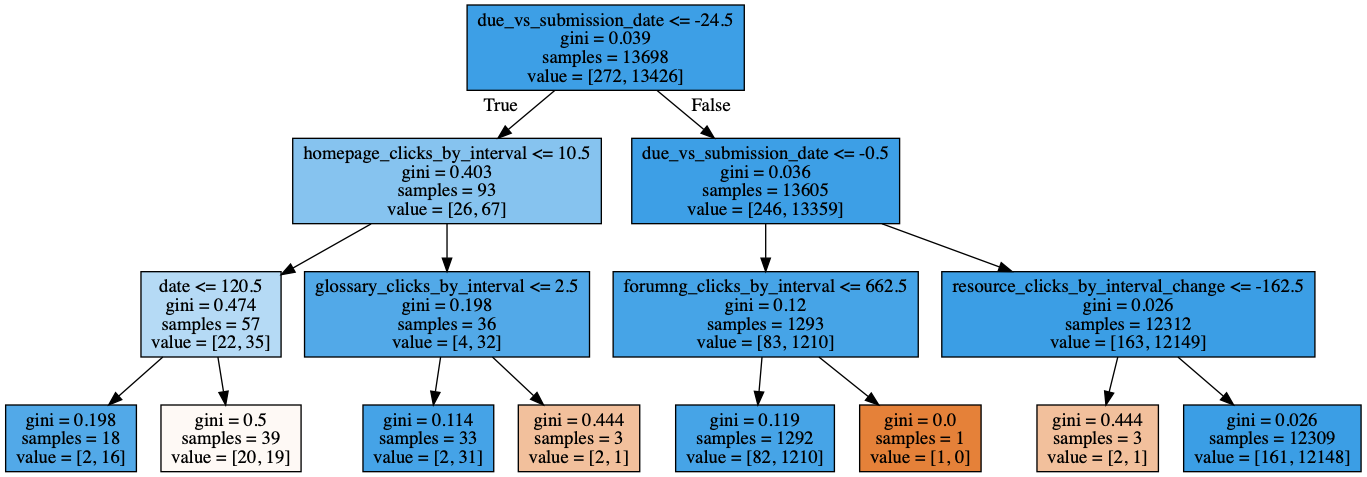 due_vs_submission_date <= -24.5
gini = 0.039
samples = 13698
value = [272, 13426]
True
False
homepage_clicks_by_interval <= 10.5
gini = 0.403
samples = 93
value = [26, 67]
due_vs_submission_date <= -0.5
gini = 0.036
samples = 13605
value = [246, 13359]
date <= 120.5
gini = 0.474
samples = 57
value = [22, 35]
glossary_clicks_by_interval <= 2.5
gini = 0.198
samples = 36
value = [4, 32]
forumng_clicks_by_interval <= 662.5
gini = 0.12
samples = 1293
value = [83, 1210]
resource_clicks_by_interval_change <= -162.5
gini = 0.026
samples = 12312
value = [163, 12149]
gini = 0.198
samples = 18
value = [2, 16]
gini = 0.5
samples = 39
value = [20, 19]
gini = 0.114
samples = 33
value = [2, 31]
gini = 0.444
samples = 3
value = [2, 1]
gini = 0.119
samples = 1292
value = [82, 1210]
gini = 0.0
samples = 1
value = [1, 0]
gini = 0.444
samples = 3
value = [2, 1]
gini = 0.026
samples = 12309
value = [161, 12148]